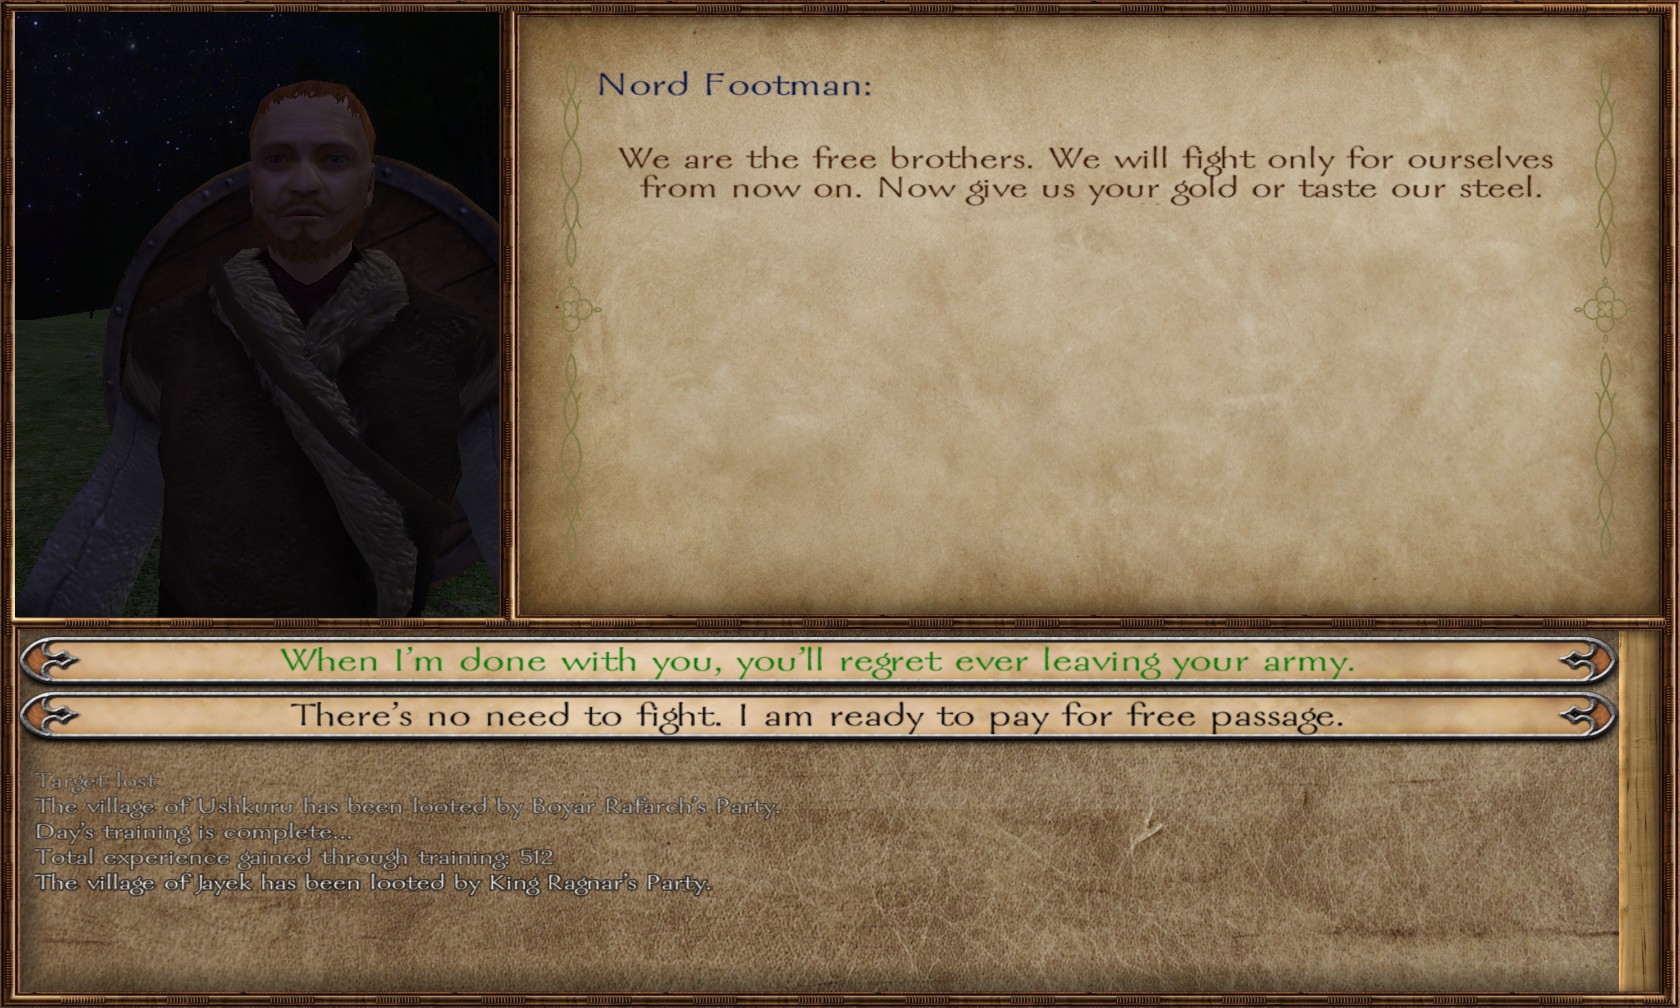 Nord Footman:
We are the free brothers. We will fight only for ourselves
from now on. Now give us your gold or taste our steel.
When I'm done with you, you'll regret ever leaving your army.
There's no need to fight. I am ready to pay for free passage.
Target lost
The village of Ushkuru has been looted by Boyar Rafarch's Party.
Day's training is complete...
Total experience gained through training: 512
The village of Jayek has been looted by King Ragnar's Party.